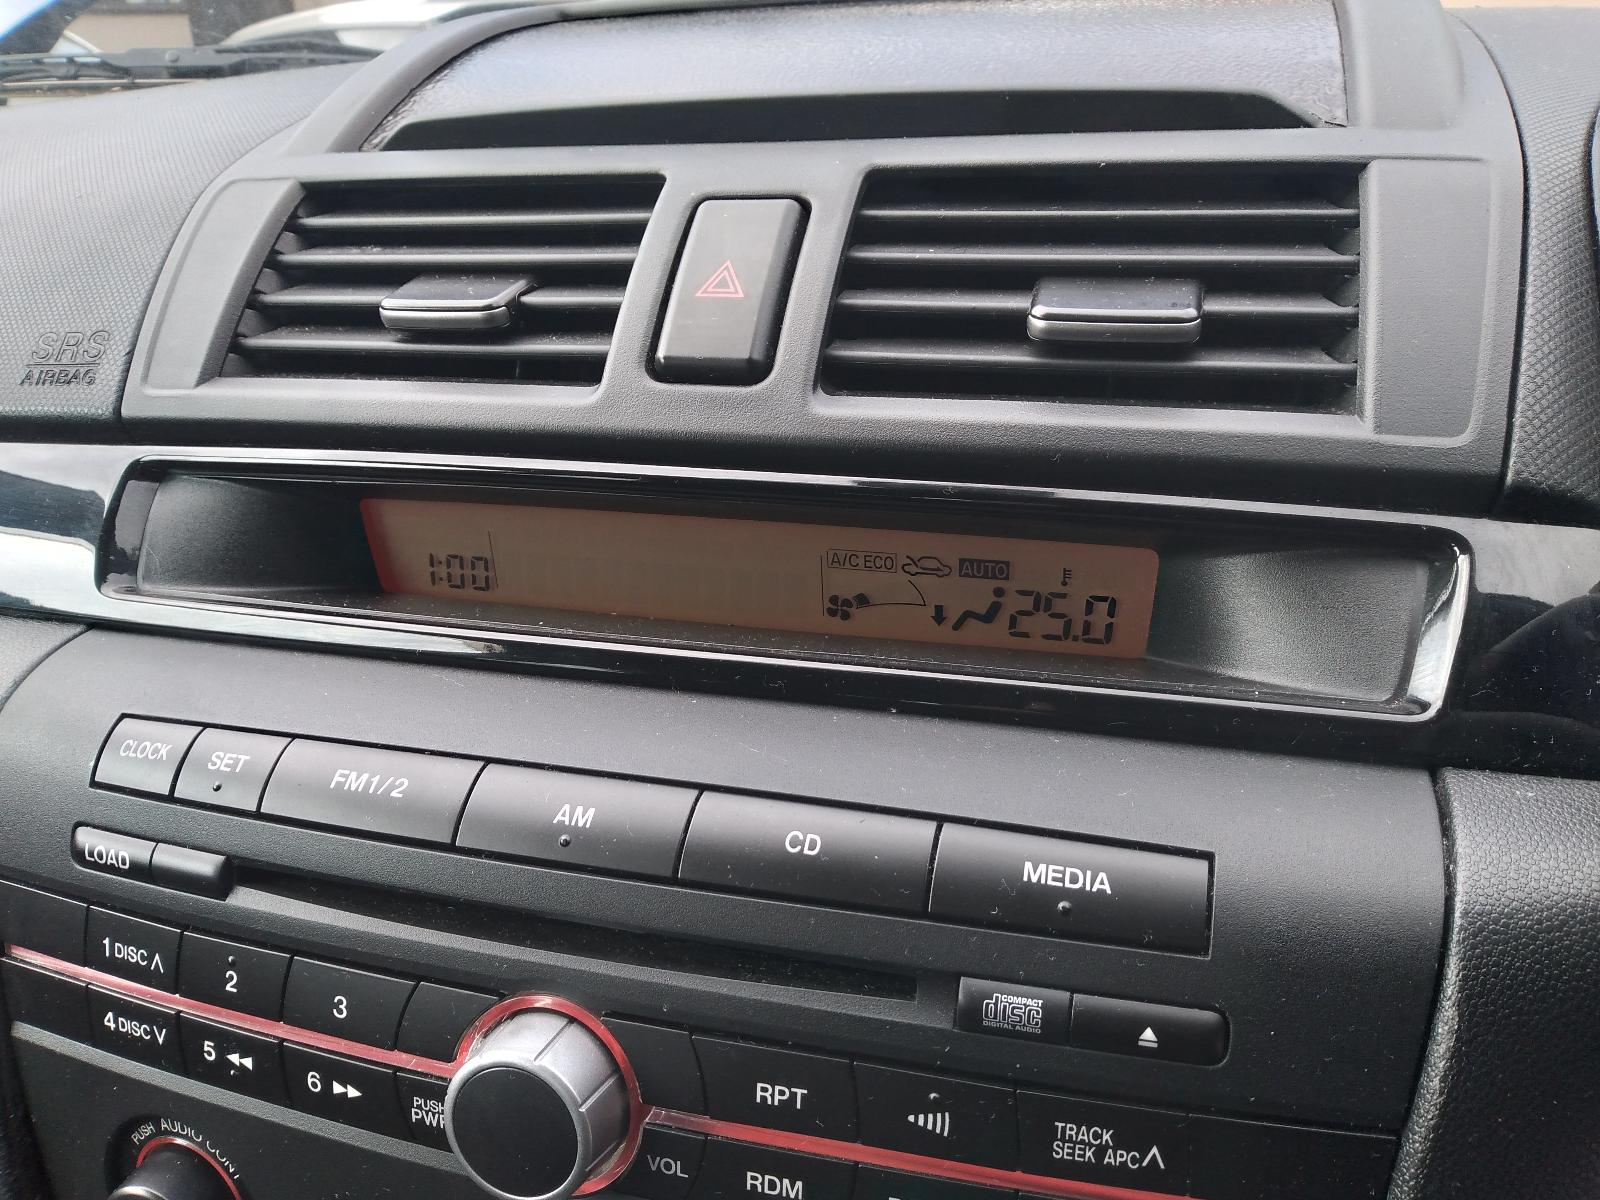 SRS
AIRBAG
1:00
A/C ECO
AUTO
25.0
CLOCK
SET
FM1/2
AM
CD
MEDIA
LOAD
1 DISC ∧
2
3
COMPACT
disc
DIGITAL AUDIO
4 DISC ∨
5
6
PUSH
PWR
RPT
TRACK
SEEK APC ∧
PUSH AUDIO CONT
VOL
RDM